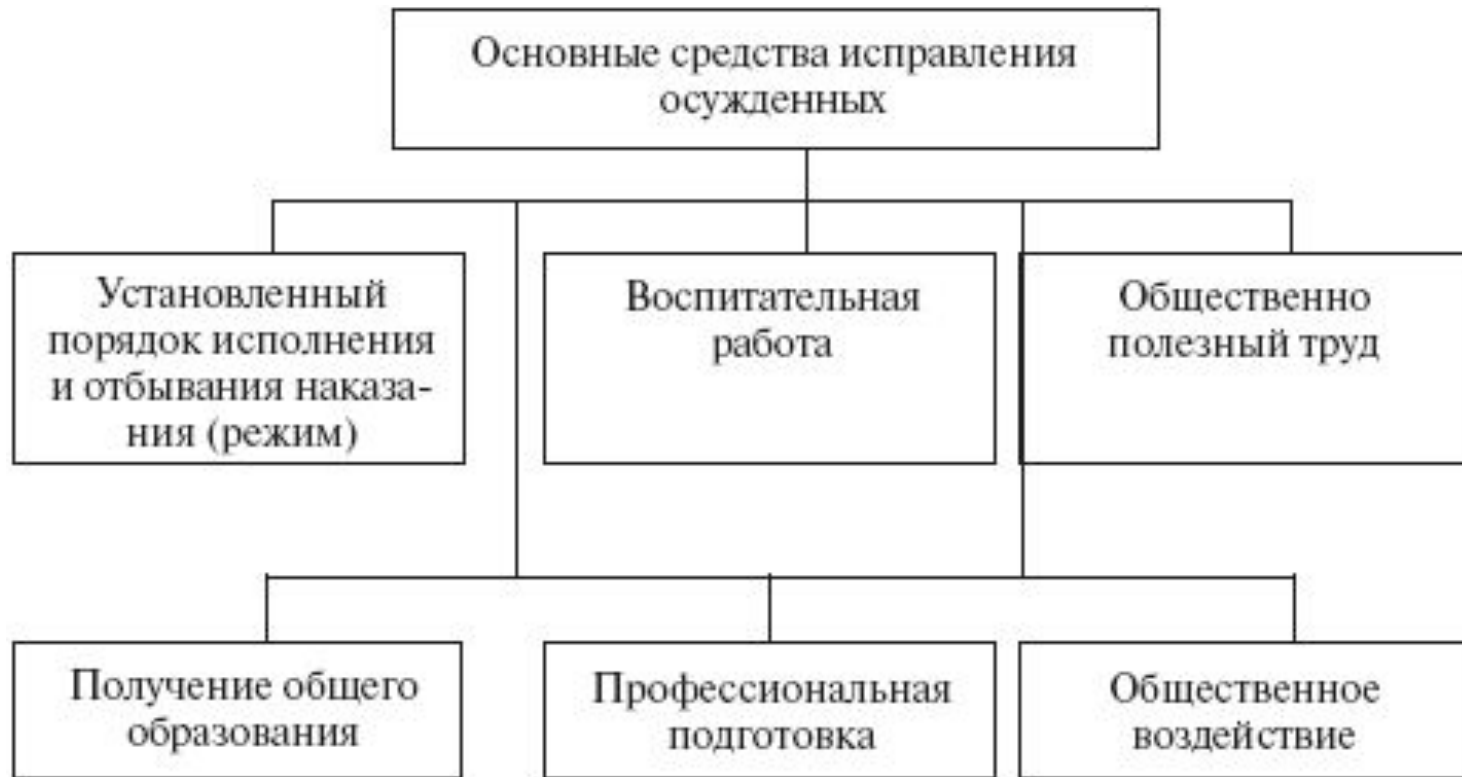 Основные средства исправления
осужденных
Установленный
порядок исполнения
и отбывания наказа-
ния (режим)
Воспитательная
работа
Общественно
полезный труд
Получение общего
образования
Профессиональная
подготовка
Общественное
воздействие